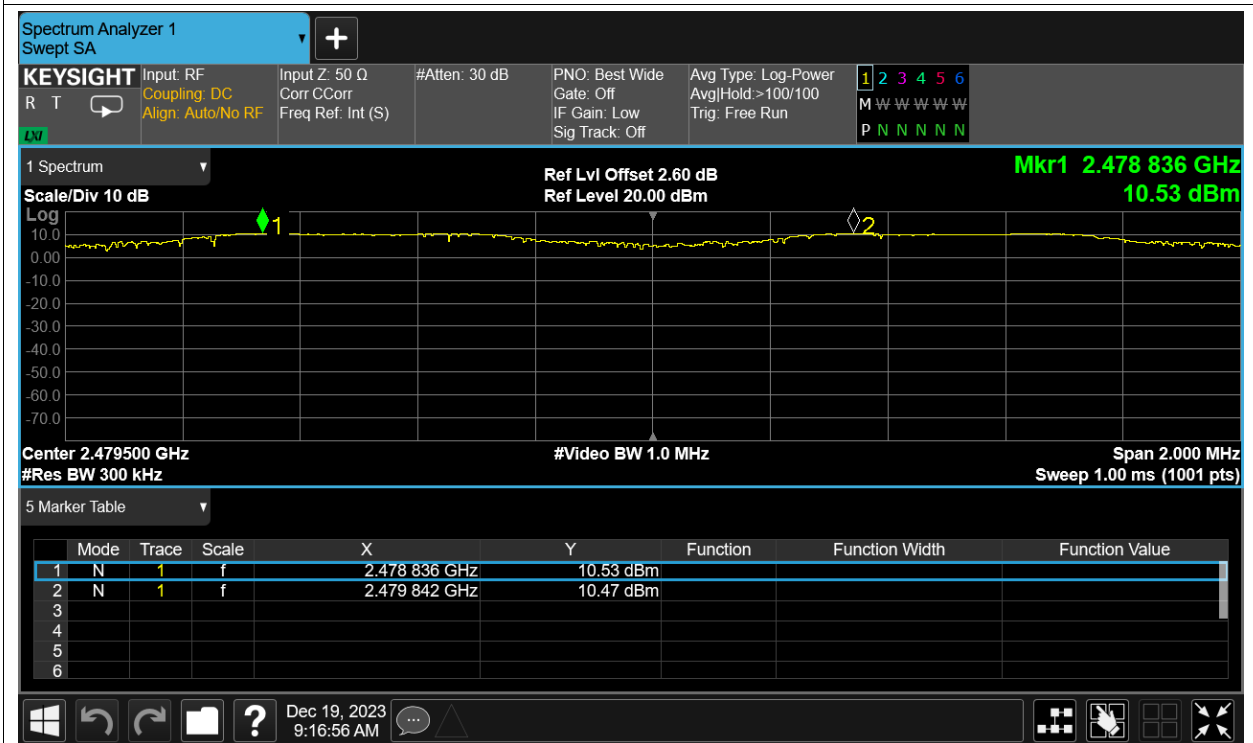 Spectrum Analyzer 1
Swept SA
KEYSIGHT
R T
LXI
Input: RF
Coupling: DC
Align: Auto/No RF
Input Z: 50 Ω
Corr CCorr
Freq Ref: Int (S)
#Atten: 30 dB
PNO: Best Wide
Gate: Off
IF Gain: Low
Sig Track: Off
Avg Type: Log-Power
Avg|Hold:>100/100
Trig: Free Run
1 2 3 4 5 6
M W W W W W
P N N N N N
1 Spectrum
Scale/Div 10 dB
Ref Lvl Offset 2.60 dB
Ref Level 20.00 dBm
Mkr1 2.478 836 GHz
10.53 dBm
Log
10.0
0.00
-10.0
-20.0
-30.0
-40.0
-50.0
-60.0
-70.0
1
2
Center 2.479500 GHz
#Res BW 300 kHz
#Video BW 1.0 MHz
Span 2.000 MHz
Sweep 1.00 ms (1001 pts)
5 Marker Table
Mode Trace Scale X Y Function Function Width Function Value
1 N 1 f 2.478 836 GHz 10.53 dBm
2 N 1 f 2.479 842 GHz 10.47 dBm
3
4
5
6
?
Dec 19, 2023
9:16:56 AM